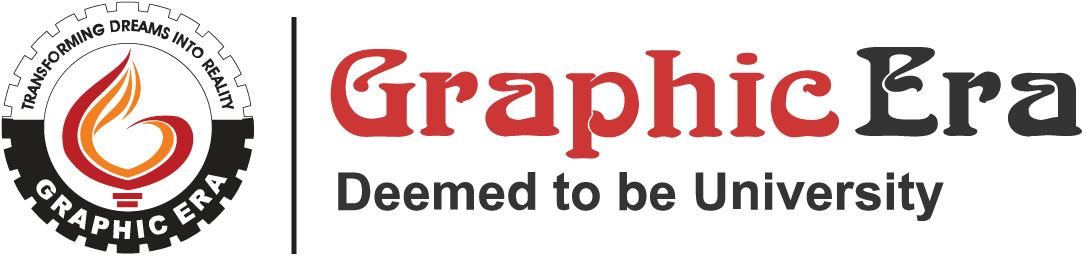 TRANSFORMING DREAMS INTO REALITY
GRAPHIC ERA
Graphic Era
Deemed to be University